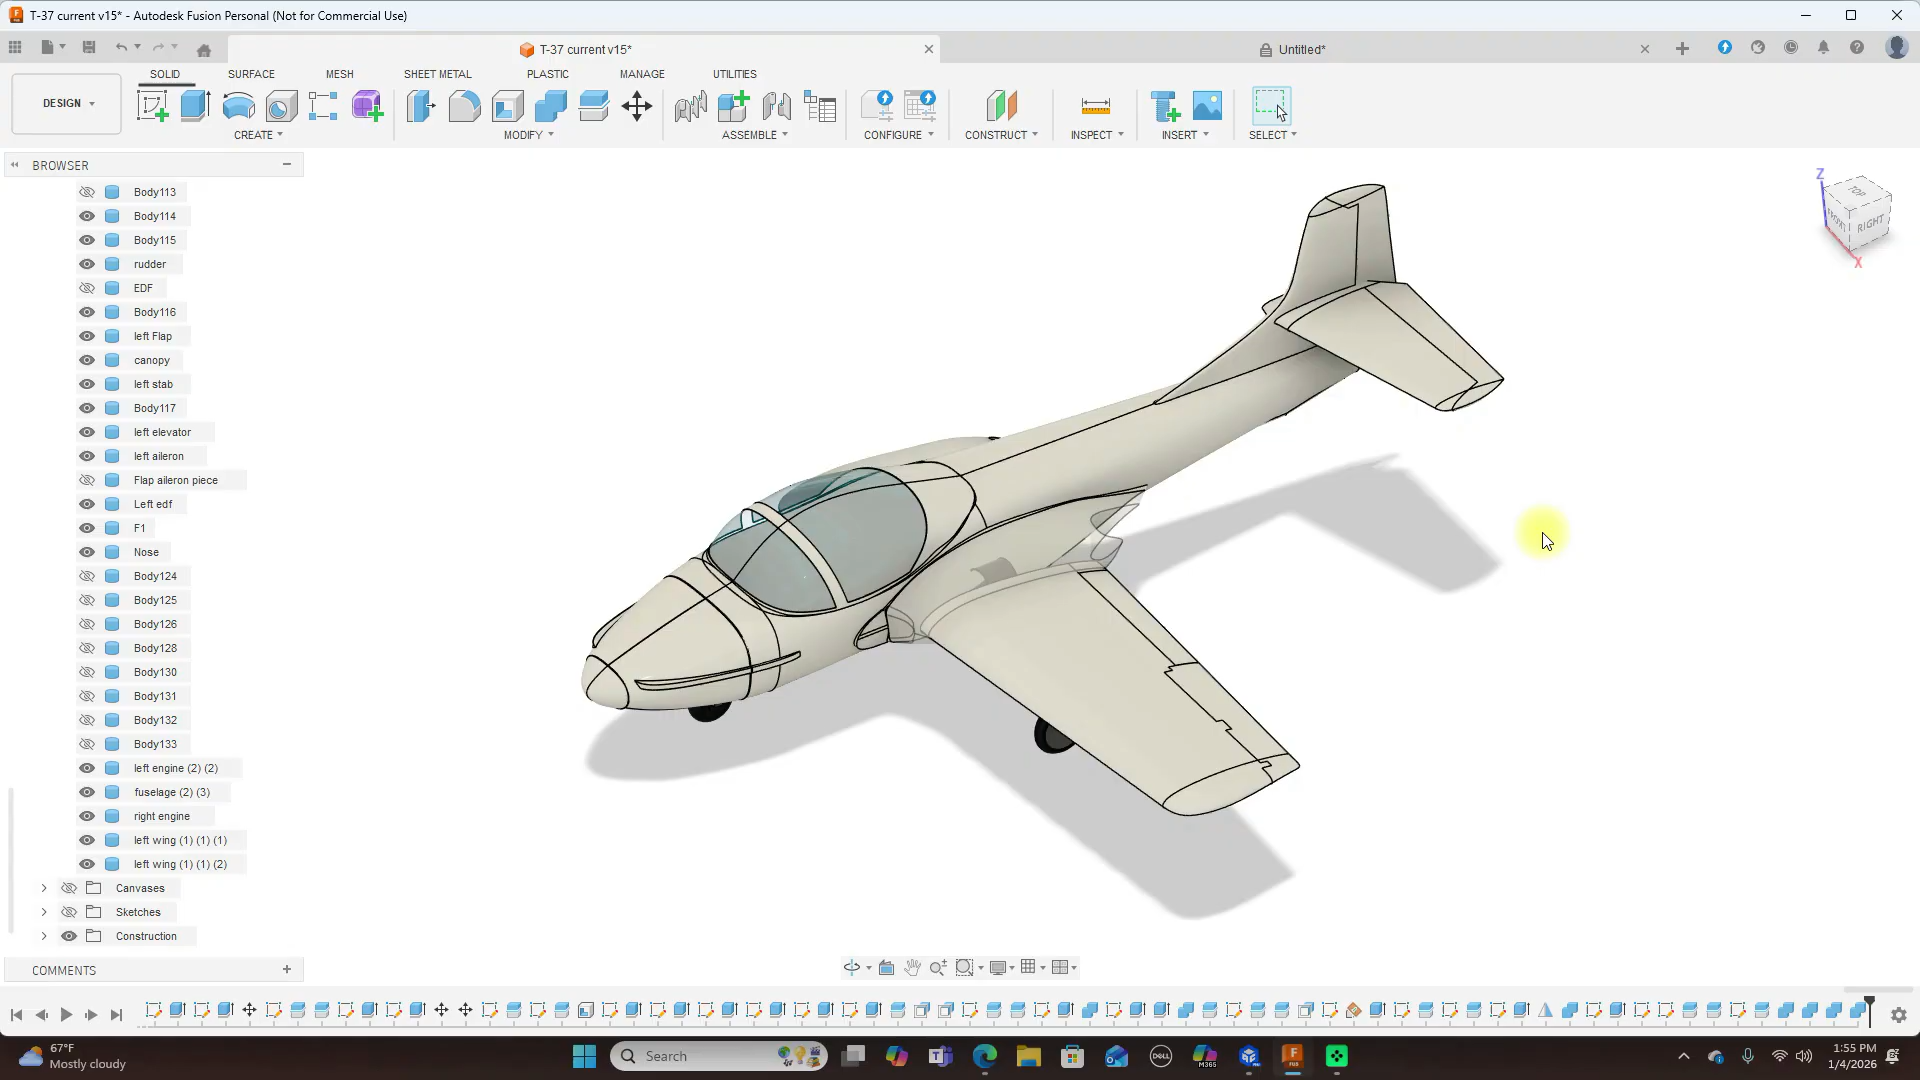 T-37 current v15* - Autodesk Fusion Personal (Not for Commercial Use)
T-37 current v15*
Untitled*
SOLID
SURFACE
MESH
SHEET METAL
PLASTIC
MANAGE
UTILITIES
DESIGN
CREATE
MODIFY
ASSEMBLE
CONFIGURE
CONSTRUCT
INSPECT
INSERT
SELECT
BROWSER
Body113
Body114
Body115
rudder
EDF
Body116
left Flap
canopy
left stab
Body117
left elevator
left aileron
Flap aileron piece
Left edf
F1
Nose
Body124
Body125
Body126
Body128
Body130
Body131
Body132
Body133
left engine (2) (2)
fuselage (2) (3)
right engine
left wing (1) (1) (1)
left wing (1) (1) (2)
Canvases
Sketches
Construction
COMMENTS
Z
TOP
FRONT
RIGHT
X
67°F
Mostly cloudy
Search
DELL
M365
F
FUS
1:55 PM
1/4/2026